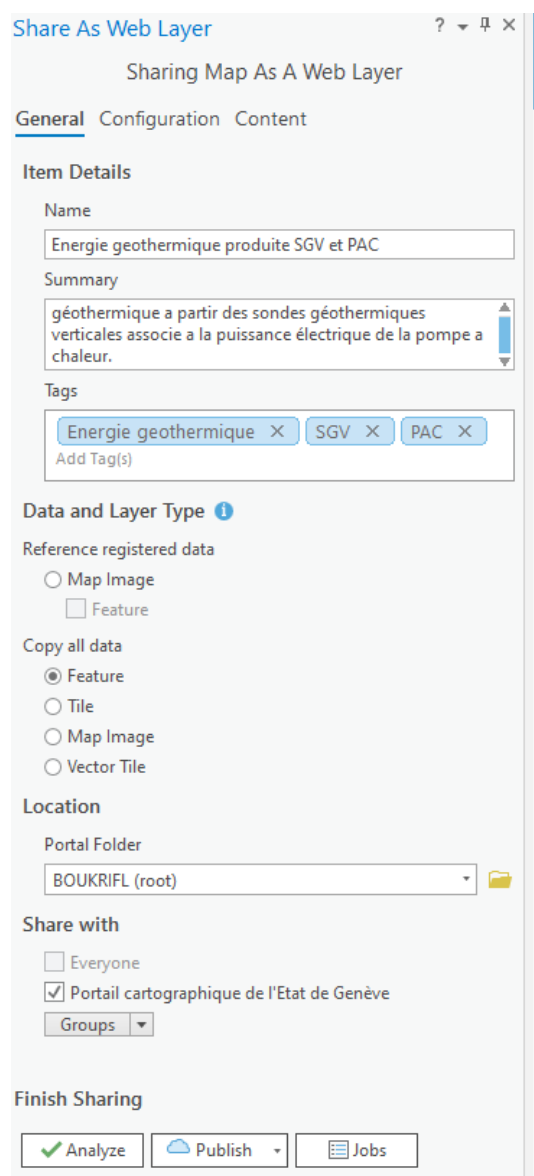 Share As Web Layer
?
Sharing Map As A Web Layer
General Configuration Content
Item Details
Name
Energie geothermique produite SGV et PAC
Summary
géothermique a partir des sondes géothermiques
verticales associe a la puissance électrique de la pompe a
chaleur.
Tags
Energie geothermique × SGV × PAC ×
Add Tag(s)
Data and Layer Type
Reference registered data
Map Image
Feature
Copy all data
Feature
Tile
Map Image
Vector Tile
Location
Portal Folder
BOUKRIFL (root)
Share with
Everyone
Portail cartographique de l'Etat de Genève
Groups
Finish Sharing
Analyze Publish Jobs